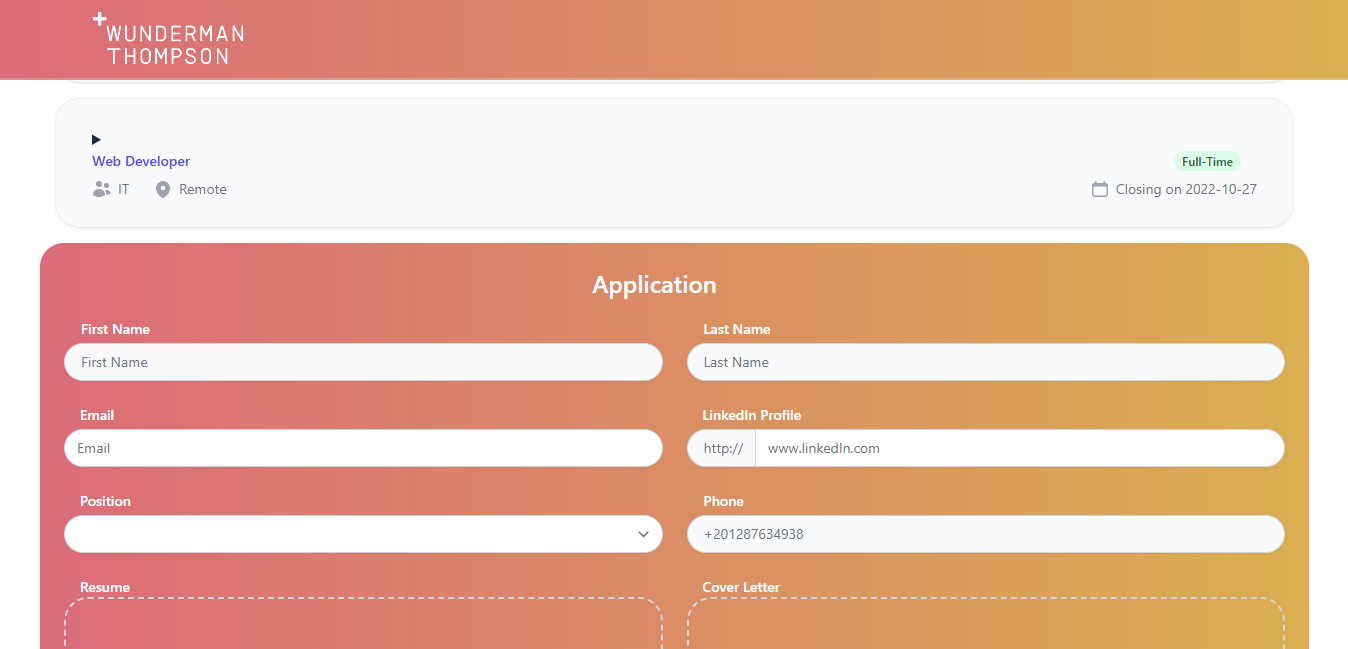 WUNDERMAN
THOMPSON
Web Developer
Full-Time
IT Remote
Closing on 2022-10-27
Application
First Name
Last Name
First Name
Last Name
Email
LinkedIn Profile
Email
http:// www.linkedIn.com
Position
Phone
+201287634938
Resume
Cover Letter